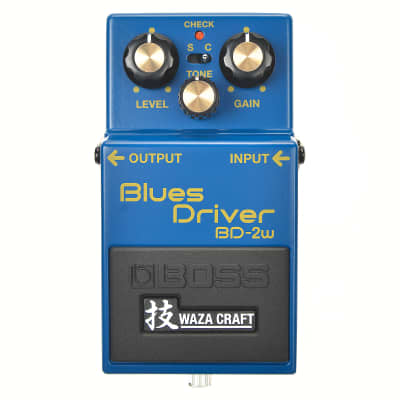 CHECK
S C
TONE
LEVEL
GAIN
OUTPUT
INPUT
Blues
Driver
BD-2w
BOSS
技 WAZA CRAFT